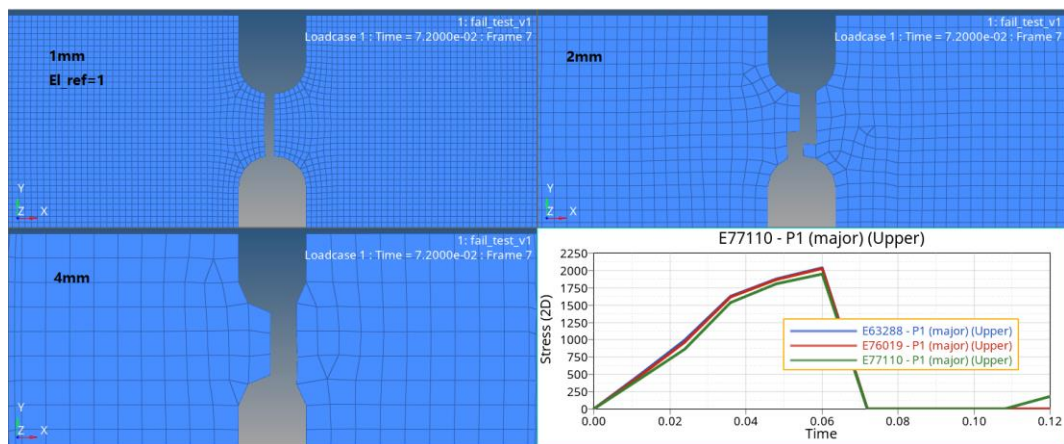 1: fail_test_v1
Loadcase 1 : Time = 7.2000e-02 : Frame 7
1mm
El_ref=1
Y
Z X
1: fail_test_v1
Loadcase 1 : Time = 7.2000e-02 : Frame 7
2mm
Y
Z X
1: fail_test_v1
Loadcase 1 : Time = 7.2000e-02 : Frame 7
4mm
Y
Z X
E77110 - P1 (major) (Upper)
Stress (2D)
2250
2000
1750
1500
1250
1000
750
500
250
0
E63288 - P1 (major) (Upper)
E76019 - P1 (major) (Upper)
E77110 - P1 (major) (Upper)
0.00 0.02 0.04 0.06 0.08 0.10 0.12
Time